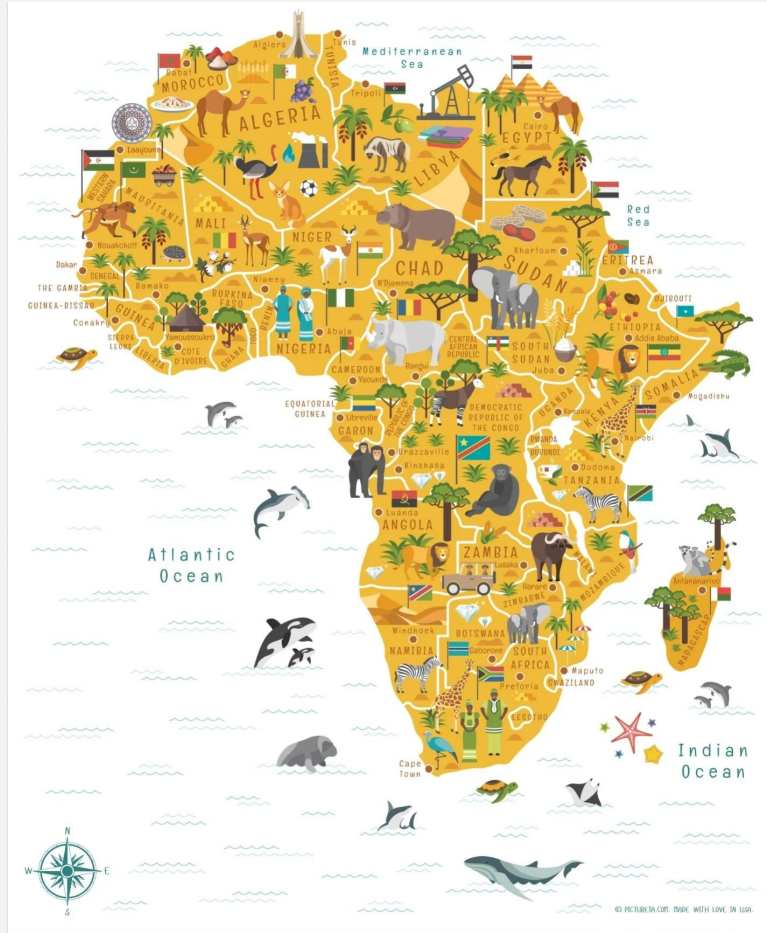 Algiers
Tunis
Mediterranean
Sea
TUNISIA
Rabat
MOROCCO
Tripoli
ALGERIA
Cairo
EGYPT
Laayoune
LIBYA
WESTERN
SAHARA
MAURITANIA
Red
Sea
MALI
NIGER
Nouakchott
Khartoum
ERITREA
Asmara
CHAD
SUDAN
Dakar
SENEGAL
THE GAMBIA
Bamako
Niamey
N'Djamena
DJIBOUTI
GUINEA-BISSAU
BURKINA
FASO
Conakry
GUINEA
BENIN
TOGO
Abuja
ETHIOPIA
Addis Ababa
SIERRA
LEONE
LIBERIA
Yamoussoukro
COTE
D'IVOIRE
GHANA
NIGERIA
CENTRAL
AFRICAN
REPUBLIC
SOUTH
SUDAN
Juba
CAMEROON
Yaounde
Bangui
SOMALIA
Mogadishu
EQUATORIAL
GUINEA
Libreville
GABON
REPUBLIC OF
THE CONGO
DEMOCRATIC
REPUBLIC OF
THE CONGO
UGANDA
Kampala
KENYA
Nairobi
RWANDA
BURUNDI
Brazzaville
Kinshasa
Dodoma
TANZANIA
Luanda
ANGOLA
Atlantic
Ocean
ZAMBIA
Lusaka
Harare
ZIMBABWE
MOZAMBIQUE
Antananarivo
MADAGASCAR
Windhoek
NAMIBIA
BOTSWANA
Gaborone
SOUTH
AFRICA
Pretoria
Maputo
SWAZILAND
LESOTHO
Cape
Town
Indian
Ocean
N
W
E
S
© PICTURETA.COM. MADE WITH LOVE IN USA.